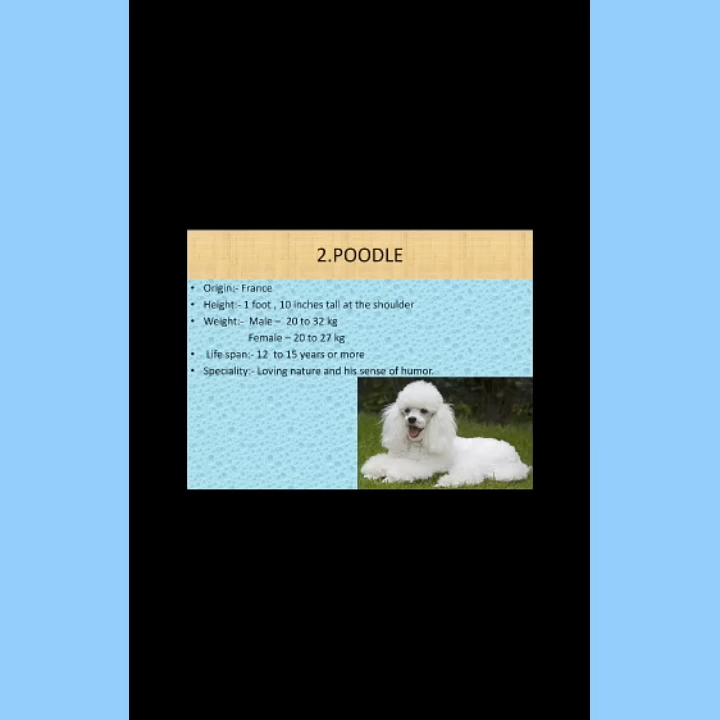 2.POODLE
• Origin:- France
• Height:- 1 foot , 10 inches tall at the shoulder
• Weight:- Male – 20 to 32 kg
Female – 20 to 27 kg
• Life span:- 12 to 15 years or more
• Speciality:- Loving nature and his sense of humor.